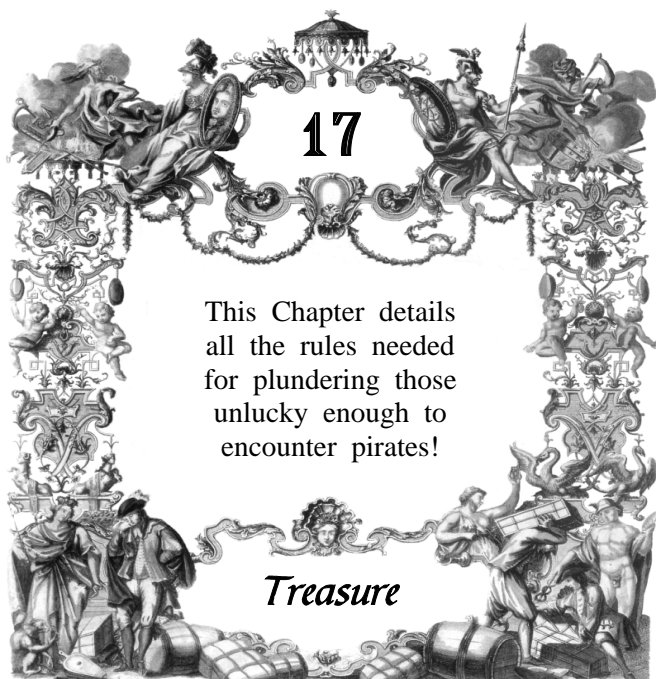 17
This Chapter details
all the rules needed
for plundering those
unlucky enough to
encounter pirates!
Treasure